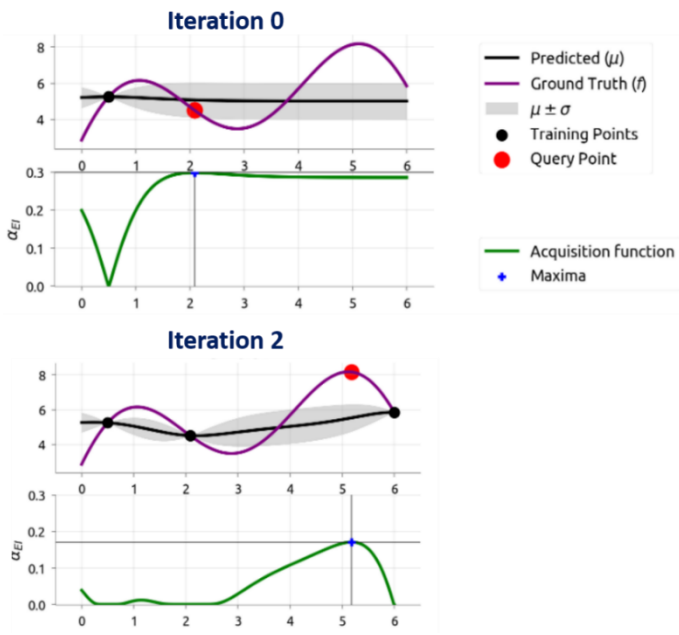 Iteration 0
8
6
4
0 1 2 3 4 5 6
Predicted (μ)
Ground Truth (f)
μ ± σ
Training Points
Query Point
0.3
0.2
0.1
0.0
α_EI
0 1 2 3 4 5 6
Acquisition function
Maxima
Iteration 2
8
6
4
0 1 2 3 4 5 6
0.3
0.2
0.1
0.0
α_EI
0 1 2 3 4 5 6